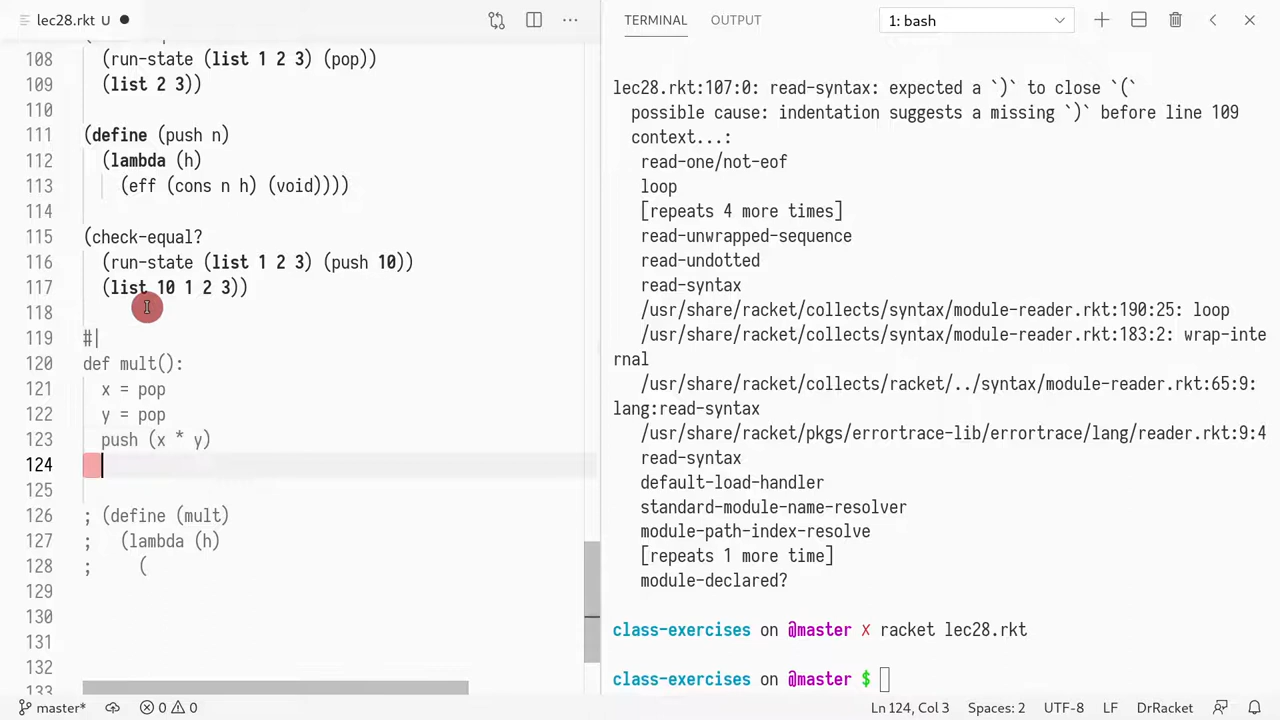 lec28.rkt U
108 (run-state (list 1 2 3) (pop))
109 (list 2 3))
110
111 (define (push n)
112 (lambda (h)
113 (eff (cons n h) (void))))
114
115 (check-equal?
116 (run-state (list 1 2 3) (push 10))
117 (list 10 1 2 3))
118
119 #|
120 def mult():
121 x = pop
122 y = pop
123 push (x * y)
124
125
126 ; (define (mult)
127 ; (lambda (h)
128 ; (
129
130
131
132
133
TERMINAL OUTPUT 1: bash
lec28.rkt:107:0: read-syntax: expected a `)` to close `(`
possible cause: indentation suggests a missing `)` before line 109
context...:
read-one/not-eof
loop
[repeats 4 more times]
read-unwrapped-sequence
read-undotted
read-syntax
/usr/share/racket/collects/syntax/module-reader.rkt:190:25: loop
/usr/share/racket/collects/syntax/module-reader.rkt:183:2: wrap-inte
rnal
/usr/share/racket/collects/racket/../syntax/module-reader.rkt:65:9:
lang:read-syntax
/usr/share/racket/pkgs/errortrace-lib/errortrace/lang/reader.rkt:9:4
read-syntax
default-load-handler
standard-module-name-resolver
module-path-index-resolve
[repeats 1 more time]
module-declared?
class-exercises on @master ✗ racket lec28.rkt
class-exercises on @master $
master* 0 0 Ln 124, Col 3 Spaces: 2 UTF-8 LF DrRacket